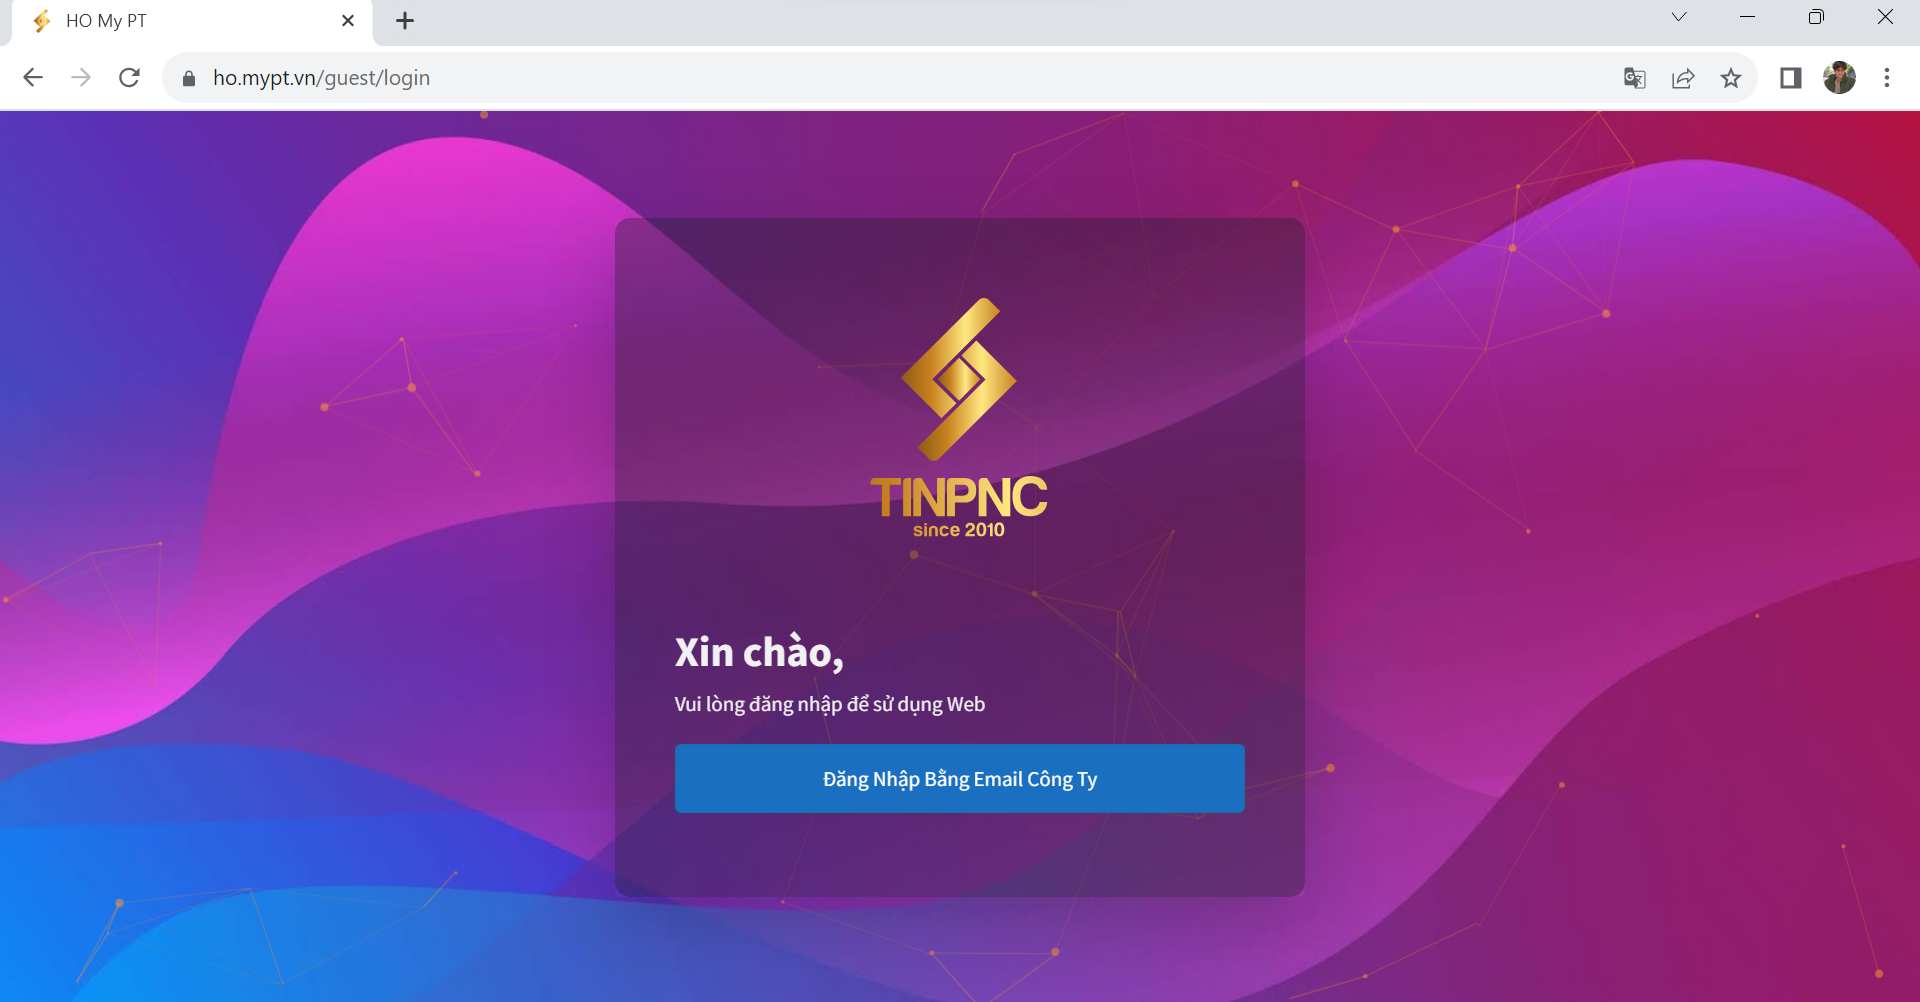 HO My PT
ho.mypt.vn/guest/login
TINPNC
since 2010
Xin chào,
Vui lòng đăng nhập để sử dụng Web
Đăng Nhập Bằng Email Công Ty